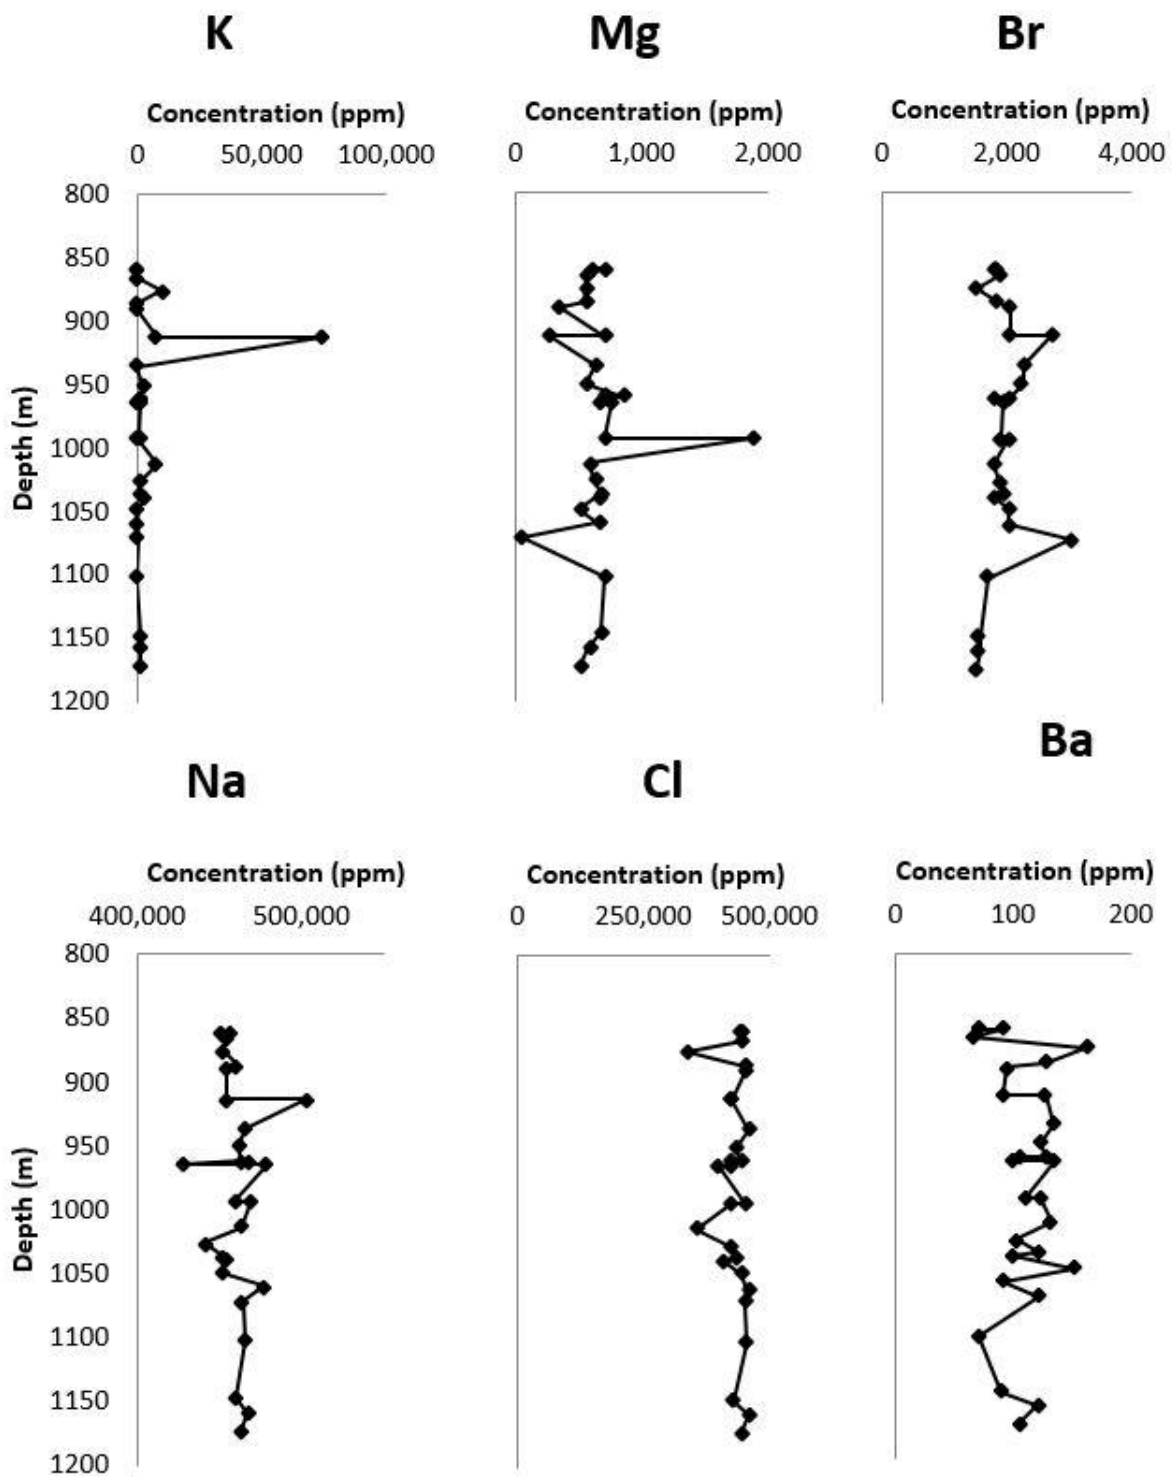 K Mg Br
Concentration (ppm) Concentration (ppm) Concentration (ppm)
0 50,000 100,000 0 1,000 2,000 0 2,000 4,000
800
850
900
950
1000
1050
1100
1150
1200
Depth (m)
Ba
Na Cl
Concentration (ppm) Concentration (ppm) Concentration (ppm)
400,000 500,000 0 250,000 500,000 0 100 200
800
850
900
950
1000
1050
1100
1150
1200
Depth (m)